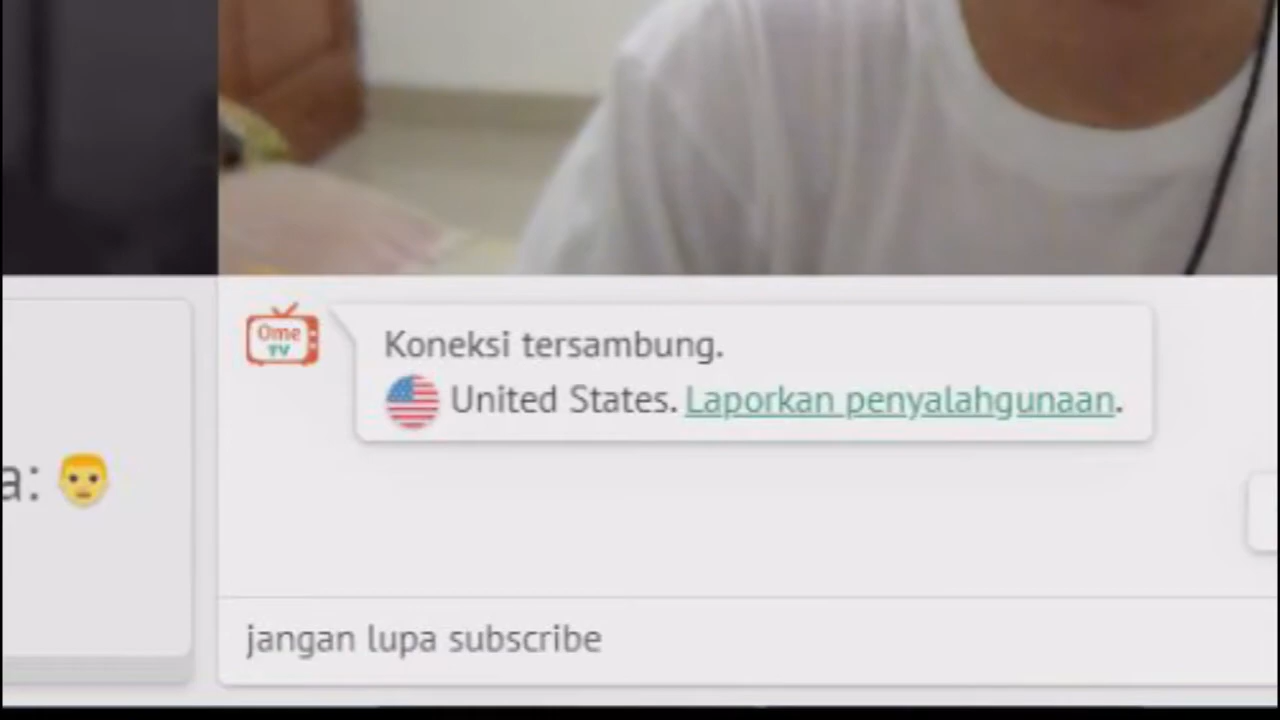 Ome
TV
Koneksi tersambung.
United States. Laporkan penyalahgunaan.
a:
jangan lupa subscribe